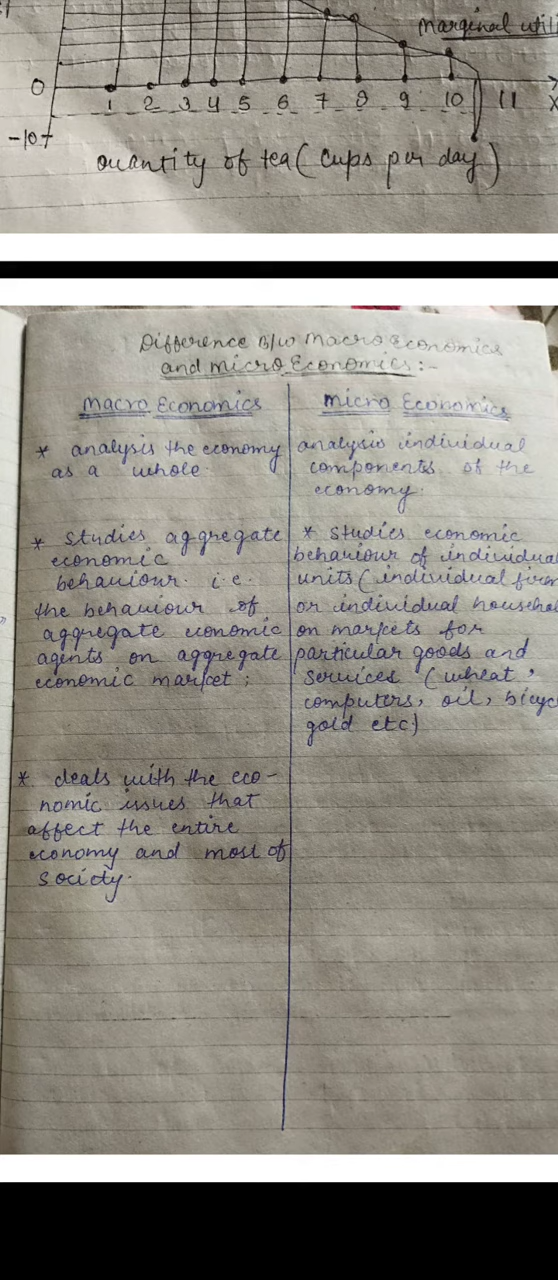 marginal utili
0
1 2 3 4 5 6 7 8 9 10 11 X
-10
Quantity of tea (cups per day)
Difference B/w Macro Economics
and micro Economics:-
Macro Economics
* analysis the economy
as a whole.
* studies aggregate
economic
behaviour. i.e.
the behaviour of
aggregate economic
agents on aggregate
economic market;
* deals with the eco-
nomic issues that
affect the entire
economy and most of
society.
micro Economics
analysis individual
components of the
economy.
* studies economic
behaviour of individual
units (individual firm
or individual househol
on markets for
particular goods and
services (wheat,
computers, oil, bicyc
gold etc)